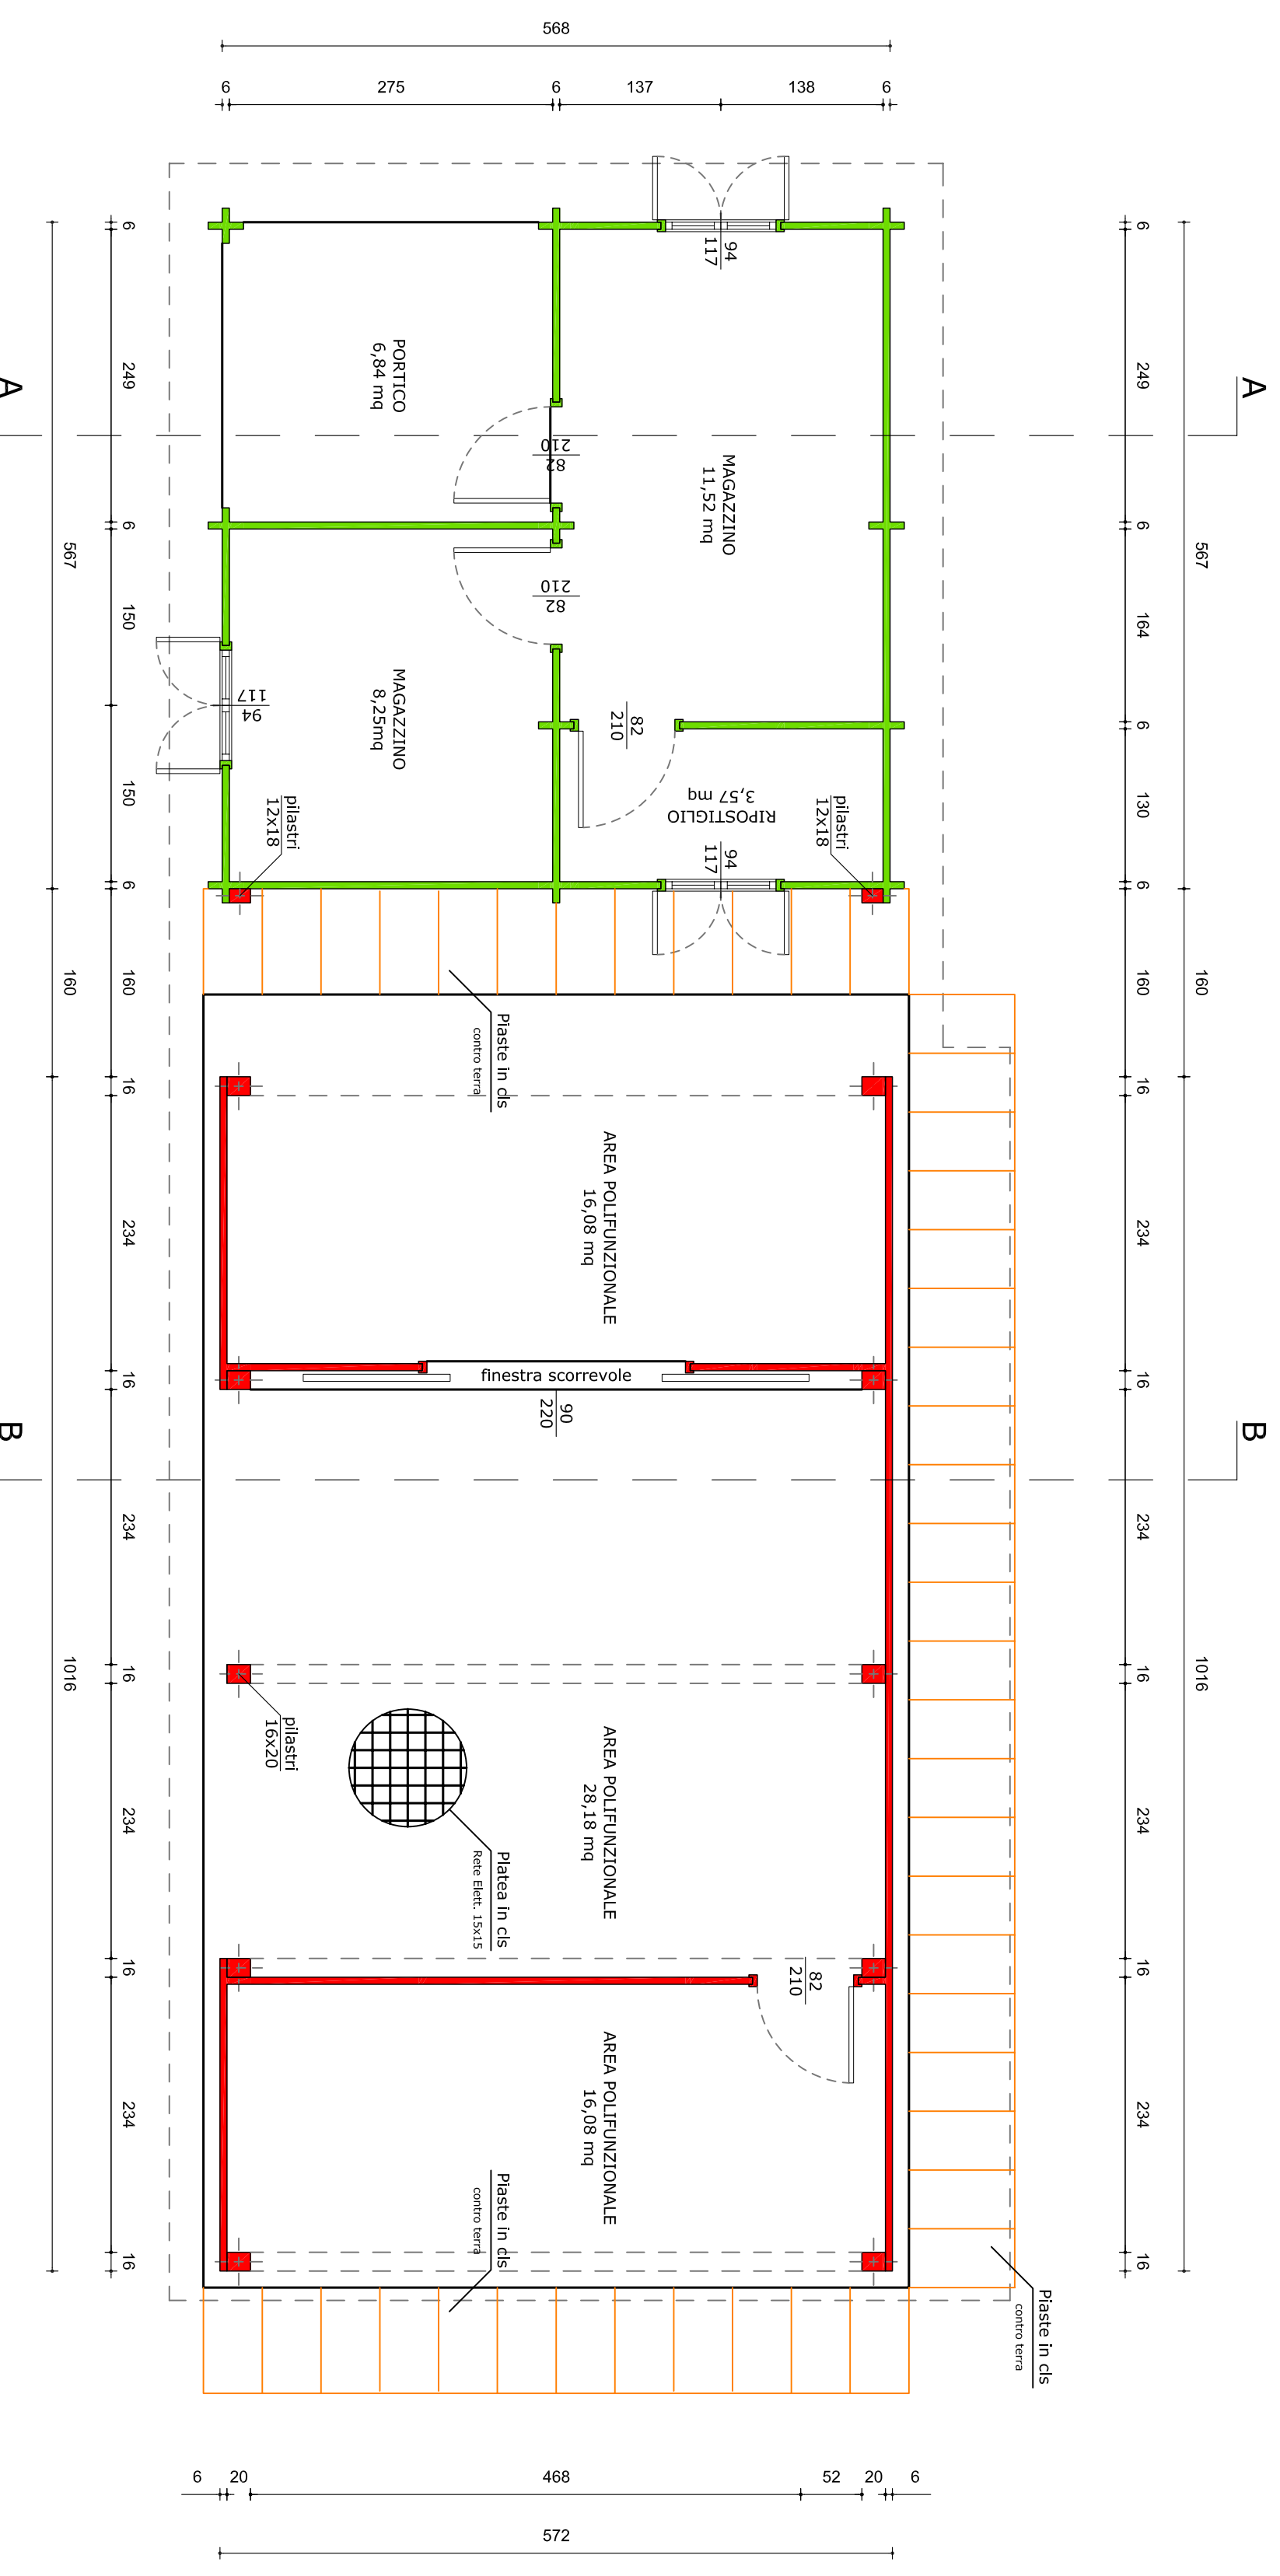 568
6
275
6
137
138
6
94
117
6
249
6
150
150
6
160
16
234
16
234
16
234
16
234
16
567
160
1016
6
249
6
164
6
130
6
160
16
234
16
234
16
234
16
234
16
567
160
1016
A
A
PORTICO
6,84 mq
MAGAZZINO
11,52 mq
82
210
82
210
MAGAZZINO
8,25mq
94
117
82
210
RIPOSTIGLIO
3,57 mq
94
117
pilastri
12x18
pilastri
12x18
Piaste in cls
contro terra
AREA POLIFUNZIONALE
16,08 mq
finestra scorrevole
90
220
B
B
pilastri
16x20
AREA POLIFUNZIONALE
28,18 mq
Platea in cls
Rete Elett. 15x15
82
210
AREA POLIFUNZIONALE
16,08 mq
Piaste in cls
contro terra
Piaste in cls
contro terra
6
20
468
52
20
6
572